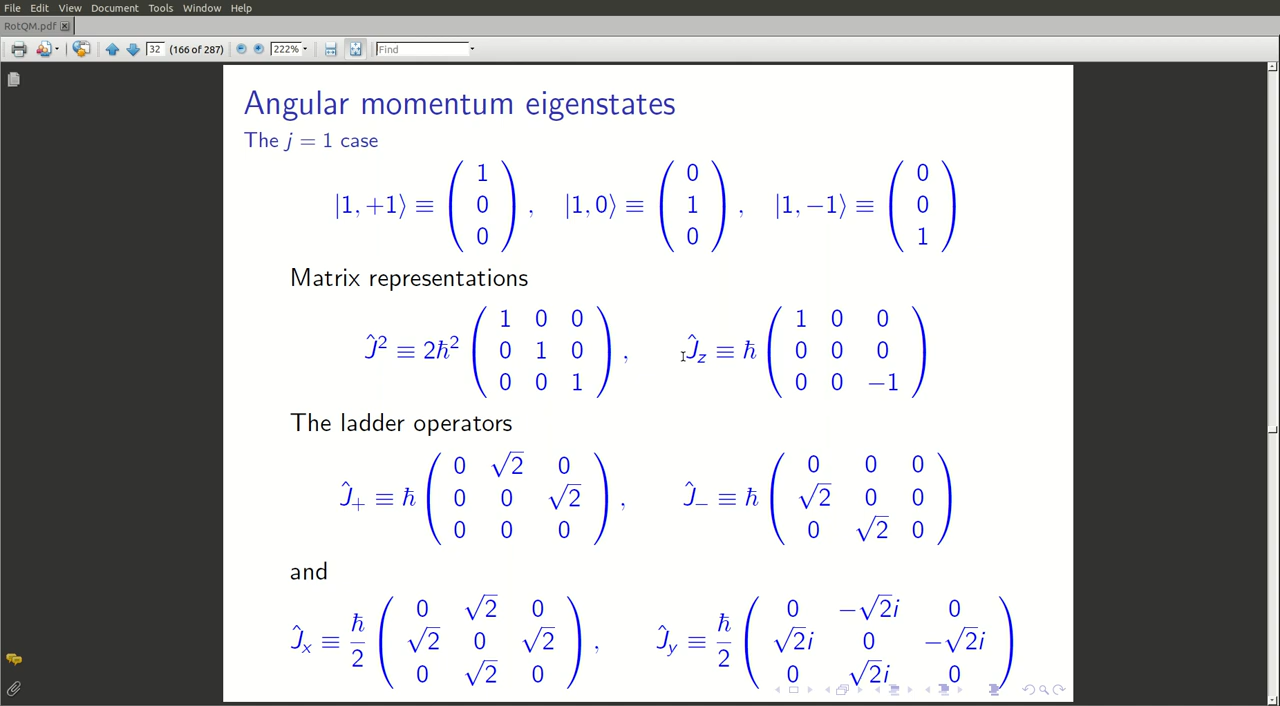 File Edit View Document Tools Window Help
RotQM.pdf
32 (166 of 287) 222% Find
Angular momentum eigenstates
The j = 1 case
|1, +1⟩ ≡ ( 1 0 0 ) , |1, 0⟩ ≡ ( 0 1 0 ) , |1, −1⟩ ≡ ( 0 0 1 )
Matrix representations
Ĵ² ≡ 2ħ² ( 1 0 0 ; 0 1 0 ; 0 0 1 ) , Ĵ_z ≡ ħ ( 1 0 0 ; 0 0 0 ; 0 0 −1 )
The ladder operators
Ĵ₊ ≡ ħ ( 0 √2 0 ; 0 0 √2 ; 0 0 0 ) , Ĵ₋ ≡ ħ ( 0 0 0 ; √2 0 0 ; 0 √2 0 )
and
Ĵ_x ≡ ħ/2 ( 0 √2 0 ; √2 0 √2 ; 0 √2 0 ) , Ĵ_y ≡ ħ/2 ( 0 −√2i 0 ; √2i 0 −√2i ; 0 √2i 0 )